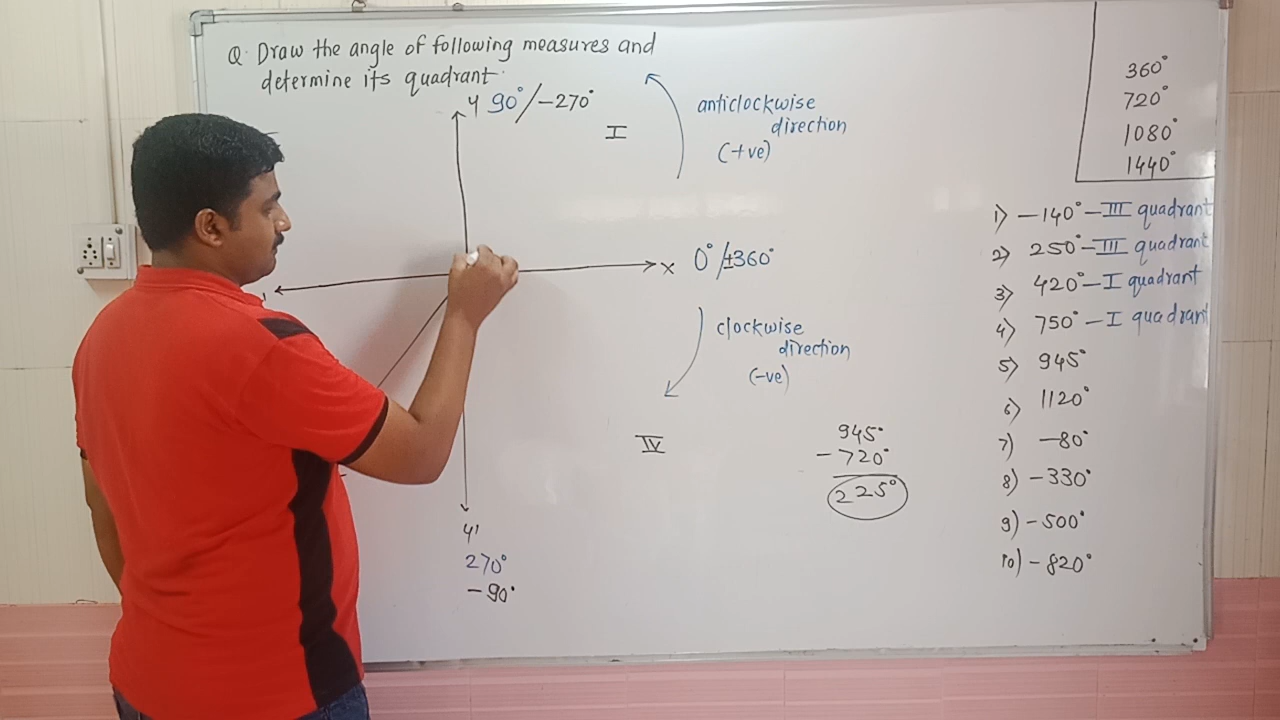 Q. Draw the angle of following measures and
determine its quadrant.
Y 90°/-270°
I
anticlockwise
direction
(+ve)
360°
720°
1080°
1440°
X 0°/±360°
clockwise
direction
(-ve)
IV
945°
-720°
225°
Y'
270°
-90°
1) -140° - III quadrant
2) 250° - III quadrant
3) 420° - I quadrant
4) 750° - I quadrant
5) 945°
6) 1120°
7) -80°
8) -330°
9) -500°
10) -820°